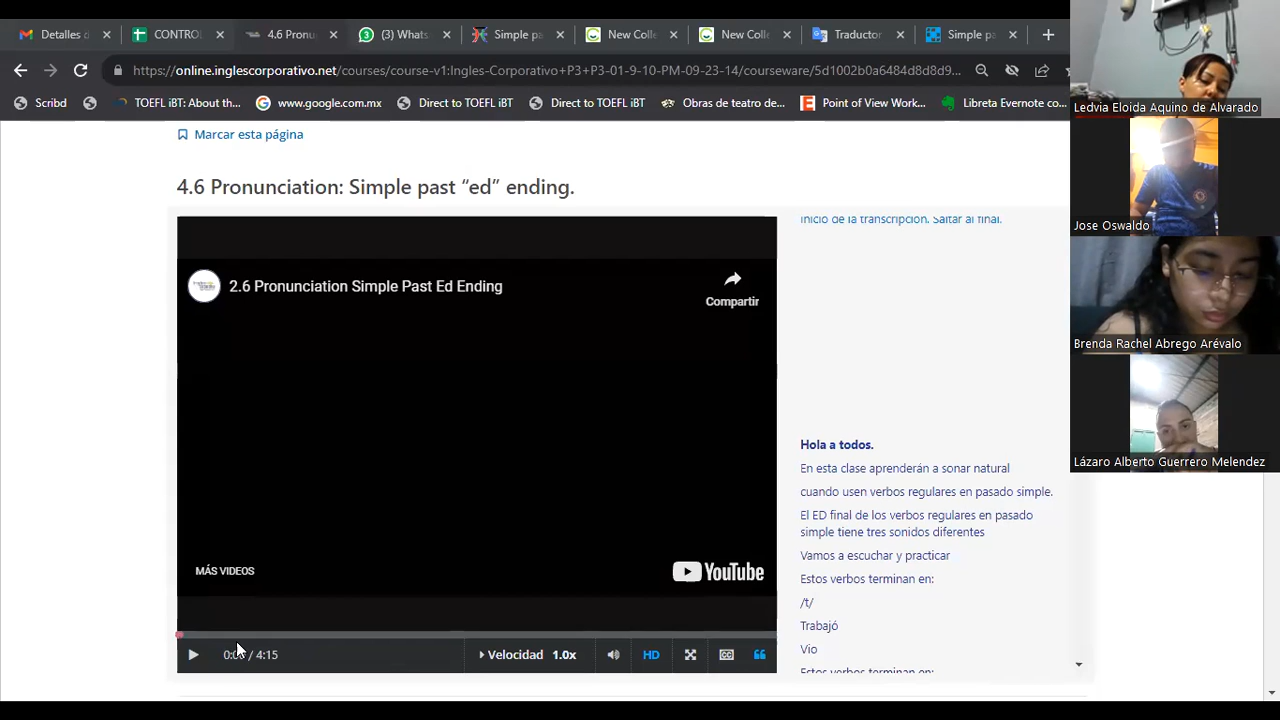 Detalles d
CONTROL
4.6 Pronu
(3) Whats
Simple pa
New Colle
New Colle
Traductor
Simple pa
https://online.inglescorporativo.net/courses/course-v1:Ingles-Corporativo+P3+P3-01-9-10-PM-09-23-14/courseware/5d1002b0a6484d8d8d9...
Scribd
TOEFL iBT: About th...
www.google.com.mx
Direct to TOEFL iBT
Direct to TOEFL iBT
Obras de teatro de...
Point of View Work...
Libreta Evernote co...
Ledvia Eloida Aquino de Alvarado
Marcar esta página
4.6 Pronunciation: Simple past “ed” ending.
Inicio de la transcripción. Saltar al final.
Jose Oswaldo
2.6 Pronunciation Simple Past Ed Ending
Compartir
Brenda Rachel Abrego Arévalo
Hola a todos.
Lázaro Alberto Guerrero Melendez
En esta clase aprenderán a sonar natural
cuando usen verbos regulares en pasado simple.
El ED final de los verbos regulares en pasado
simple tiene tres sonidos diferentes
Vamos a escuchar y practicar
MÁS VIDEOS
YouTube
Estos verbos terminan en:
/t/
Trabajó
Vio
/ 4:15
Velocidad 1.0x
HD
Estos verbos terminan en: